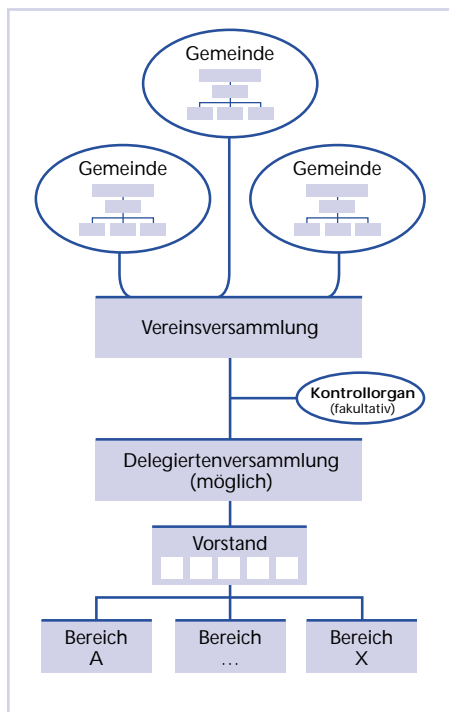 Gemeinde
Gemeinde
Gemeinde
Vereinsversammlung
Kontrollorgan
(fakultativ)
Delegiertenversammlung
(möglich)
Vorstand
Bereich
A
Bereich
...
Bereich
X